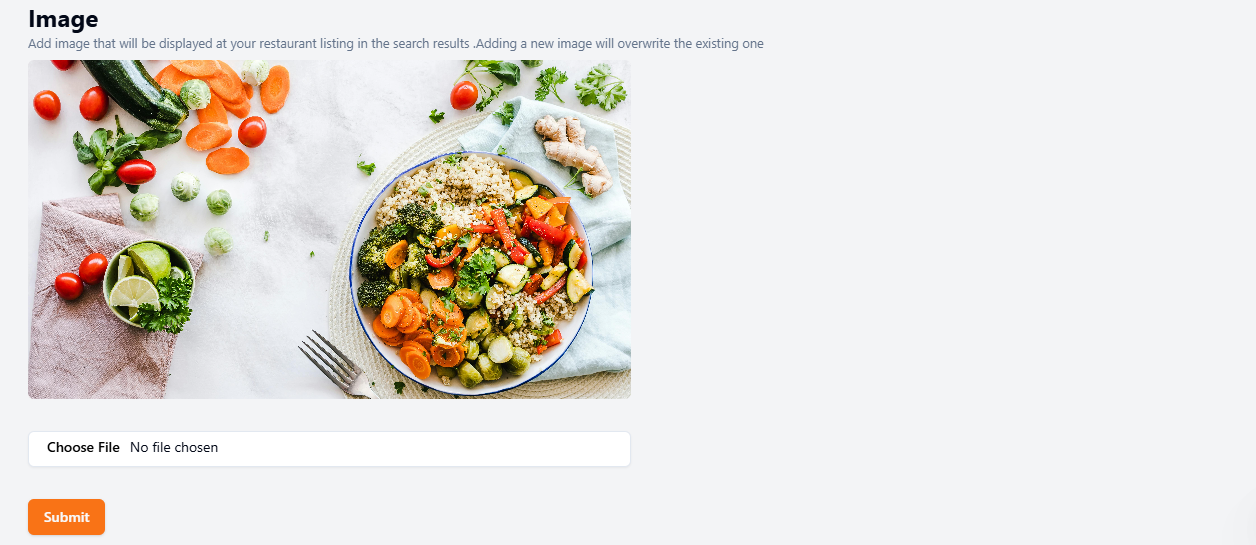 Image
Add image that will be displayed at your restaurant listing in the search results .Adding a new image will overwrite the existing one
Choose File No file chosen
Submit